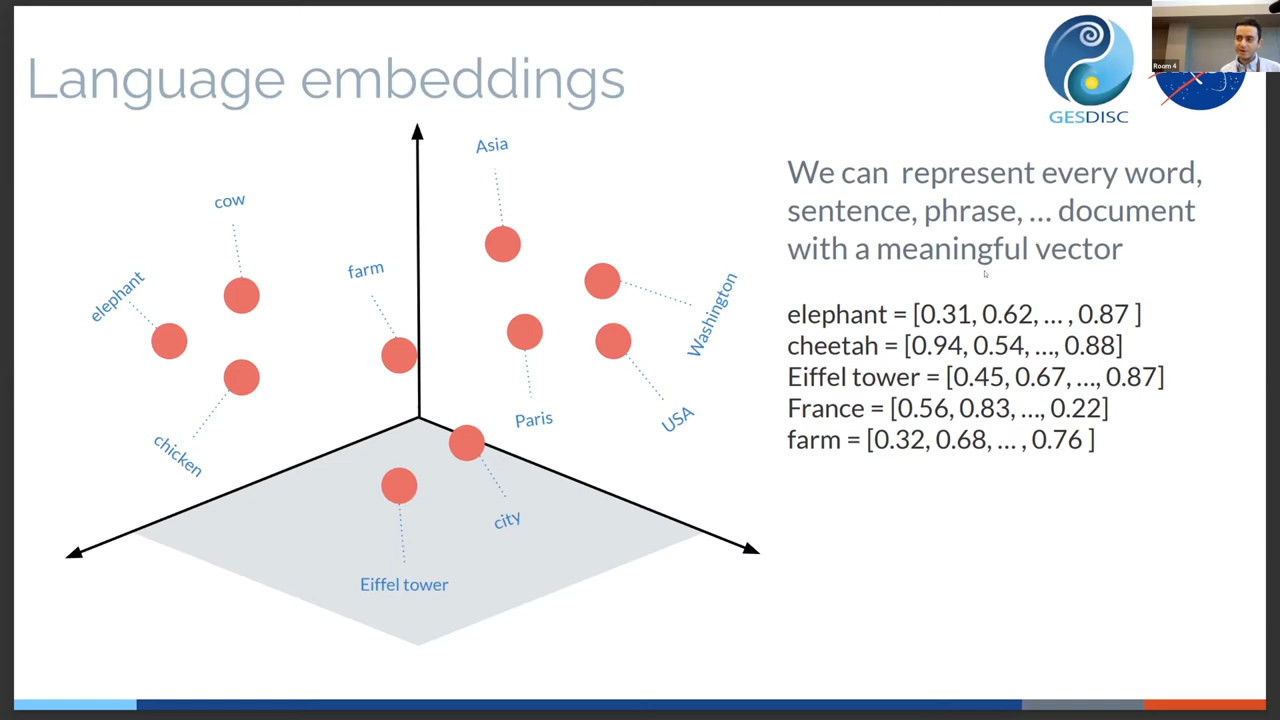 Language embeddings
Room 4
GESDISC
Asia
cow
farm
elephant
Washington
Paris
USA
chicken
city
Eiffel tower
We can represent every word,
sentence, phrase, ... document
with a meaningful vector
elephant = [0.31, 0.62, ... , 0.87 ]
cheetah = [0.94, 0.54, ..., 0.88]
Eiffel tower = [0.45, 0.67, ..., 0.87]
France = [0.56, 0.83, ..., 0.22]
farm = [0.32, 0.68, ... , 0.76 ]